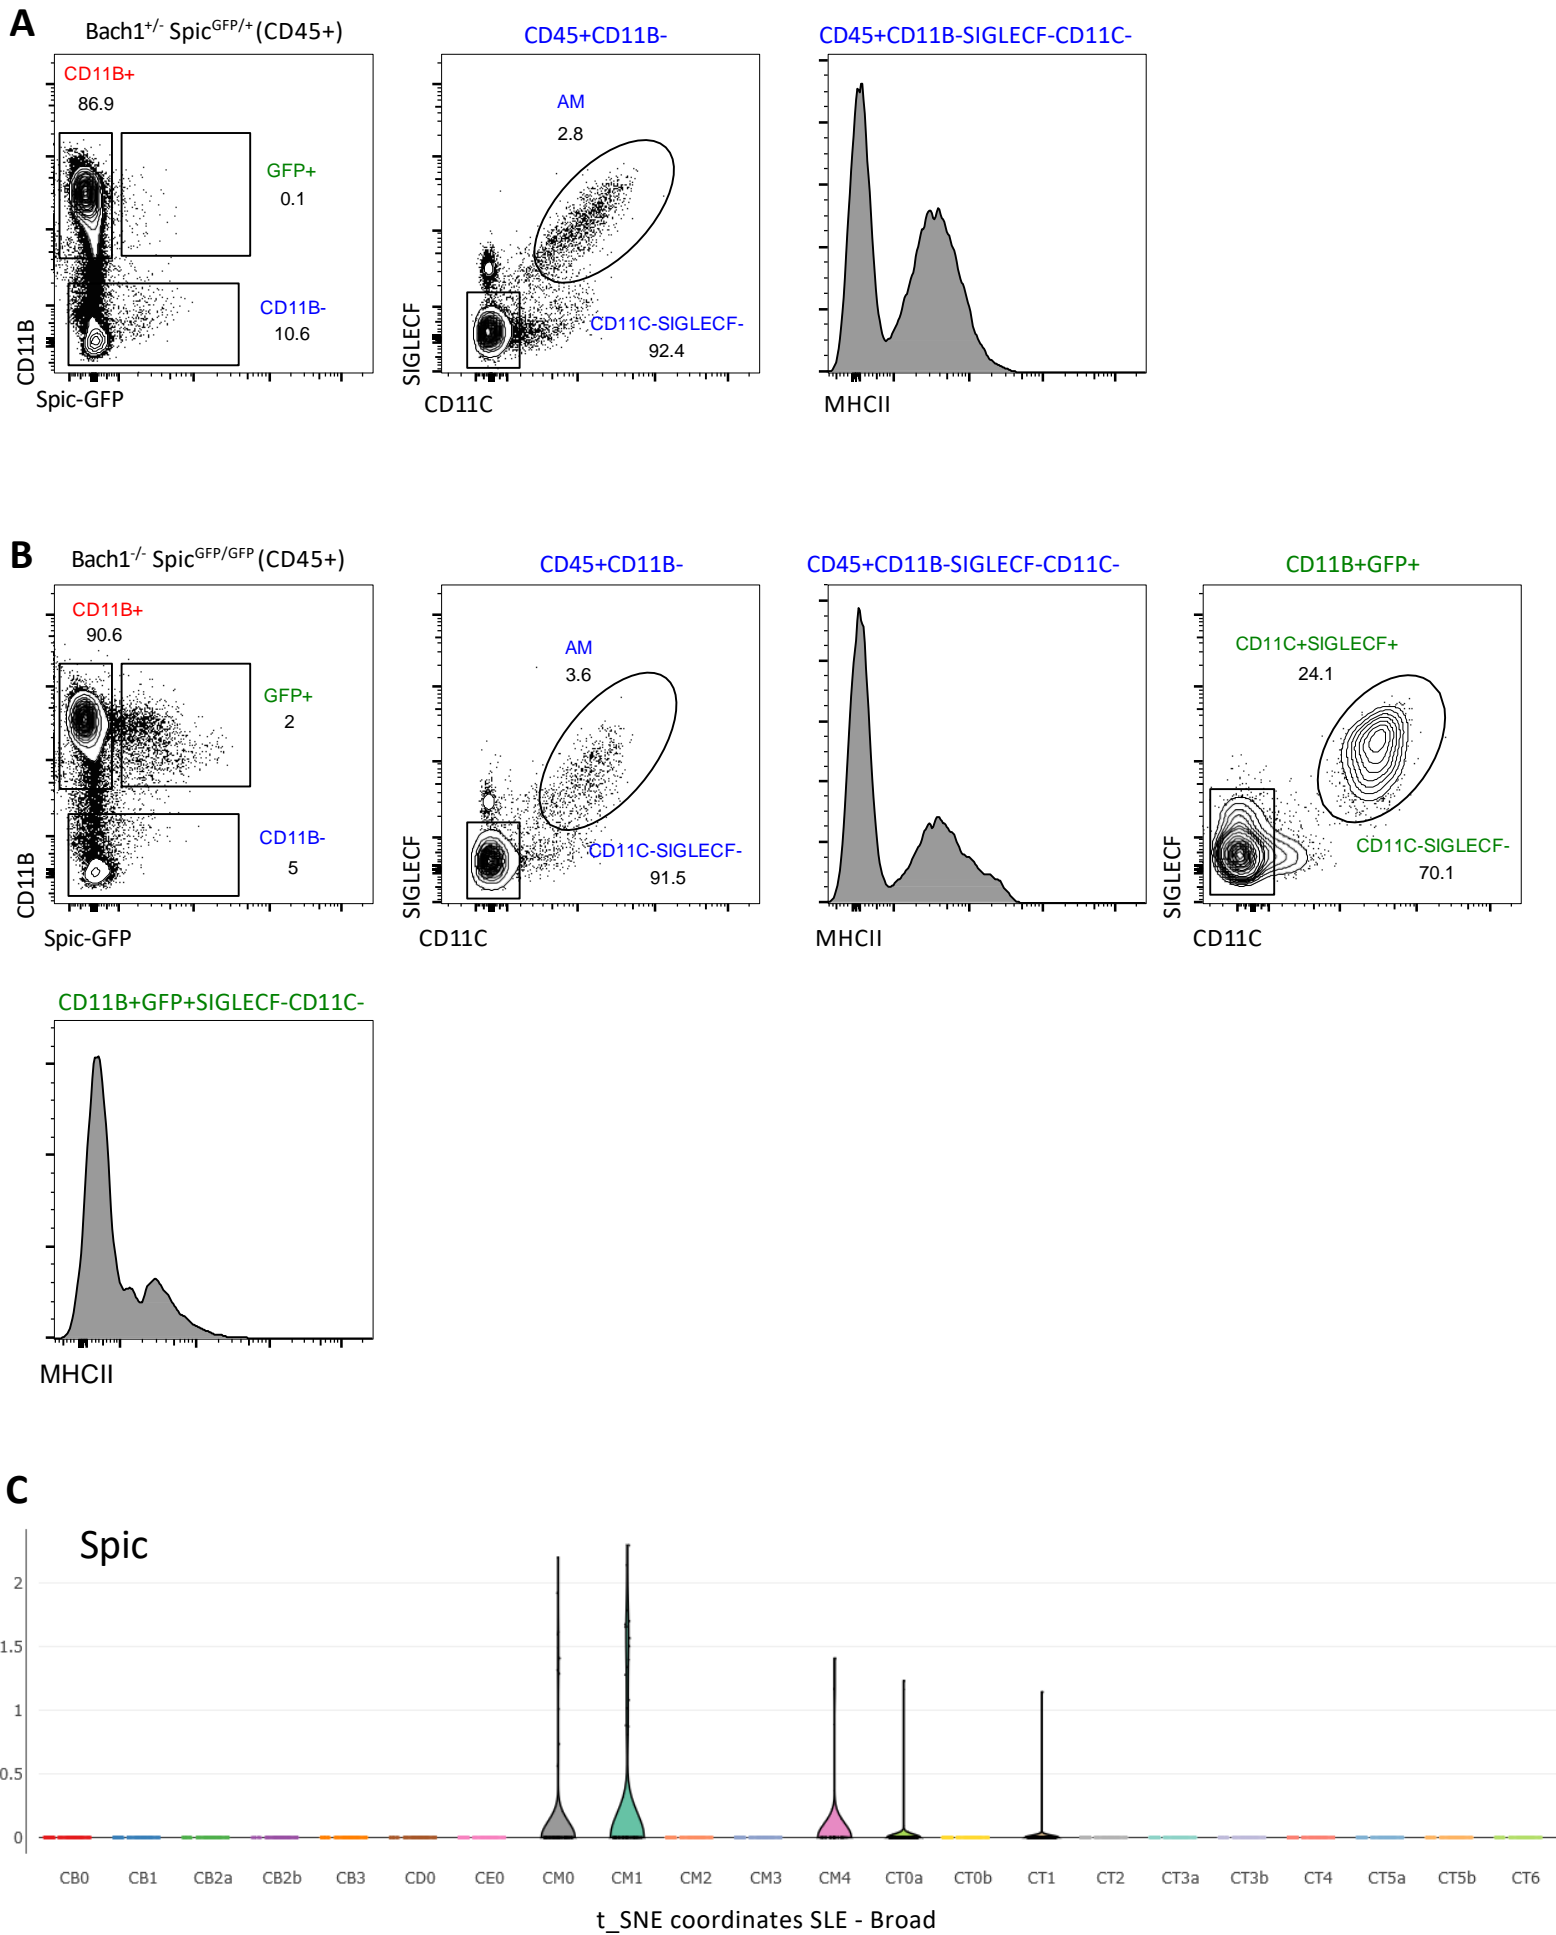 A
Bach1+/- SpicGFP/+ (CD45+)
CD45+CD11B-
CD45+CD11B-SIGLECF-CD11C-
CD11B+
86.9
GFP+
0.1
CD11B-
10.6
CD11B
Spic-GFP
AM
2.8
CD11C-SIGLECF-
92.4
SIGLECF
CD11C
MHCII
B
Bach1-/- SpicGFP/GFP (CD45+)
CD45+CD11B-
CD45+CD11B-SIGLECF-CD11C-
CD11B+GFP+
CD11B+
90.6
GFP+
2
CD11B-
5
CD11B
Spic-GFP
AM
3.6
CD11C-SIGLECF-
91.5
SIGLECF
CD11C
MHCII
CD11C+SIGLECF+
24.1
CD11C-SIGLECF-
70.1
SIGLECF
CD11C
CD11B+GFP+SIGLECF-CD11C-
MHCII
C
Spic
2
1.5
1
0.5
0
CB0 CB1 CB2a CB2b CB3 CD0 CE0 CM0 CM1 CM2 CM3 CM4 CT0a CT0b CT1 CT2 CT3a CT3b CT4 CT5a CT5b CT6
t_SNE coordinates SLE - Broad